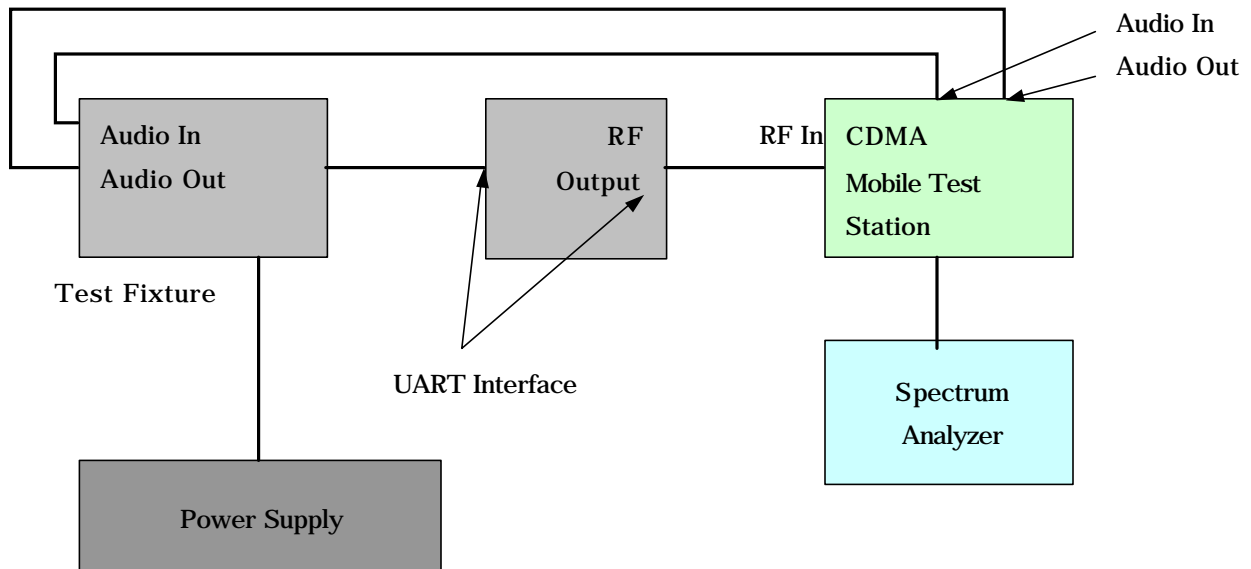 Audio In
Audio Out
Audio In
Audio Out
RF
Output
RF In
CDMA
Mobile Test
Station
Test Fixture
UART Interface
Spectrum
Analyzer
Power Supply